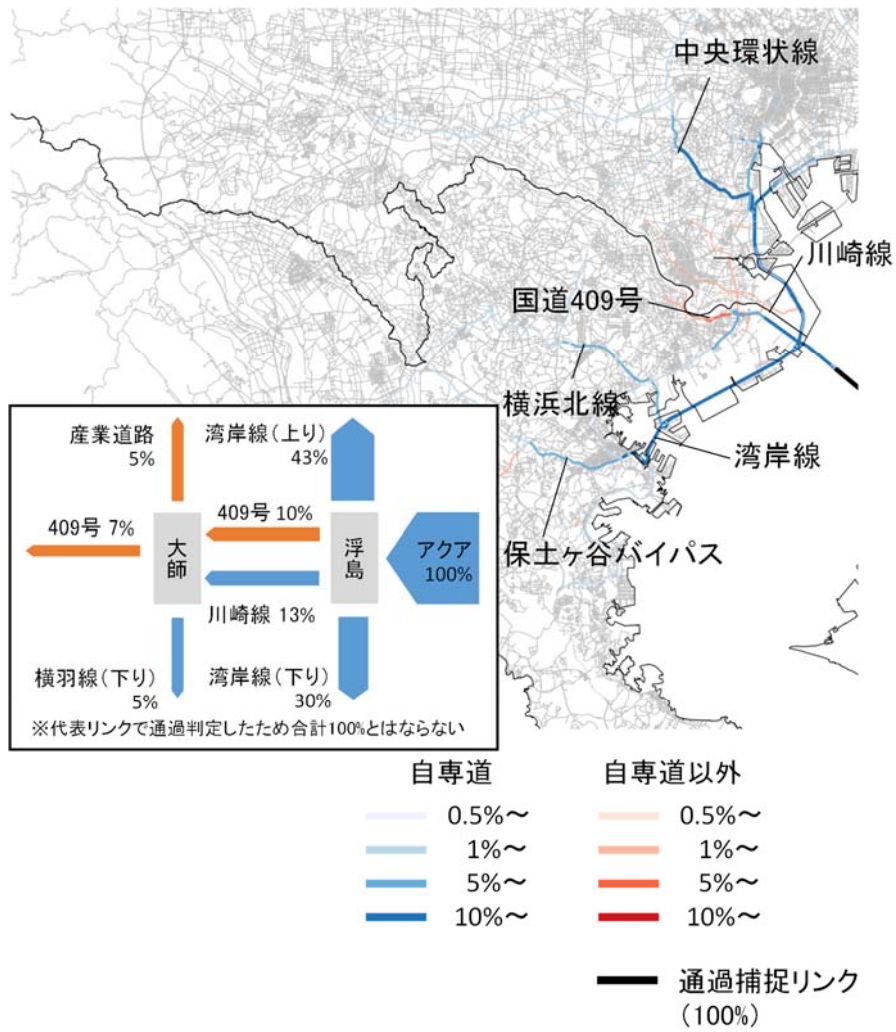 中央環状線
川崎線
国道409号
横浜北線
湾岸線
保土ヶ谷バイパス
産業道路
5%
湾岸線(上り)
43%
409号 7%
大師
409号 10%
浮島
アクア
100%
川崎線 13%
横羽線(下り)
5%
湾岸線(下り)
30%
※代表リンクで通過判定したため合計100%とはならない
自専道
0.5%～
1%～
5%～
10%～
自専道以外
0.5%～
1%～
5%～
10%～
通過捕捉リンク
(100%)